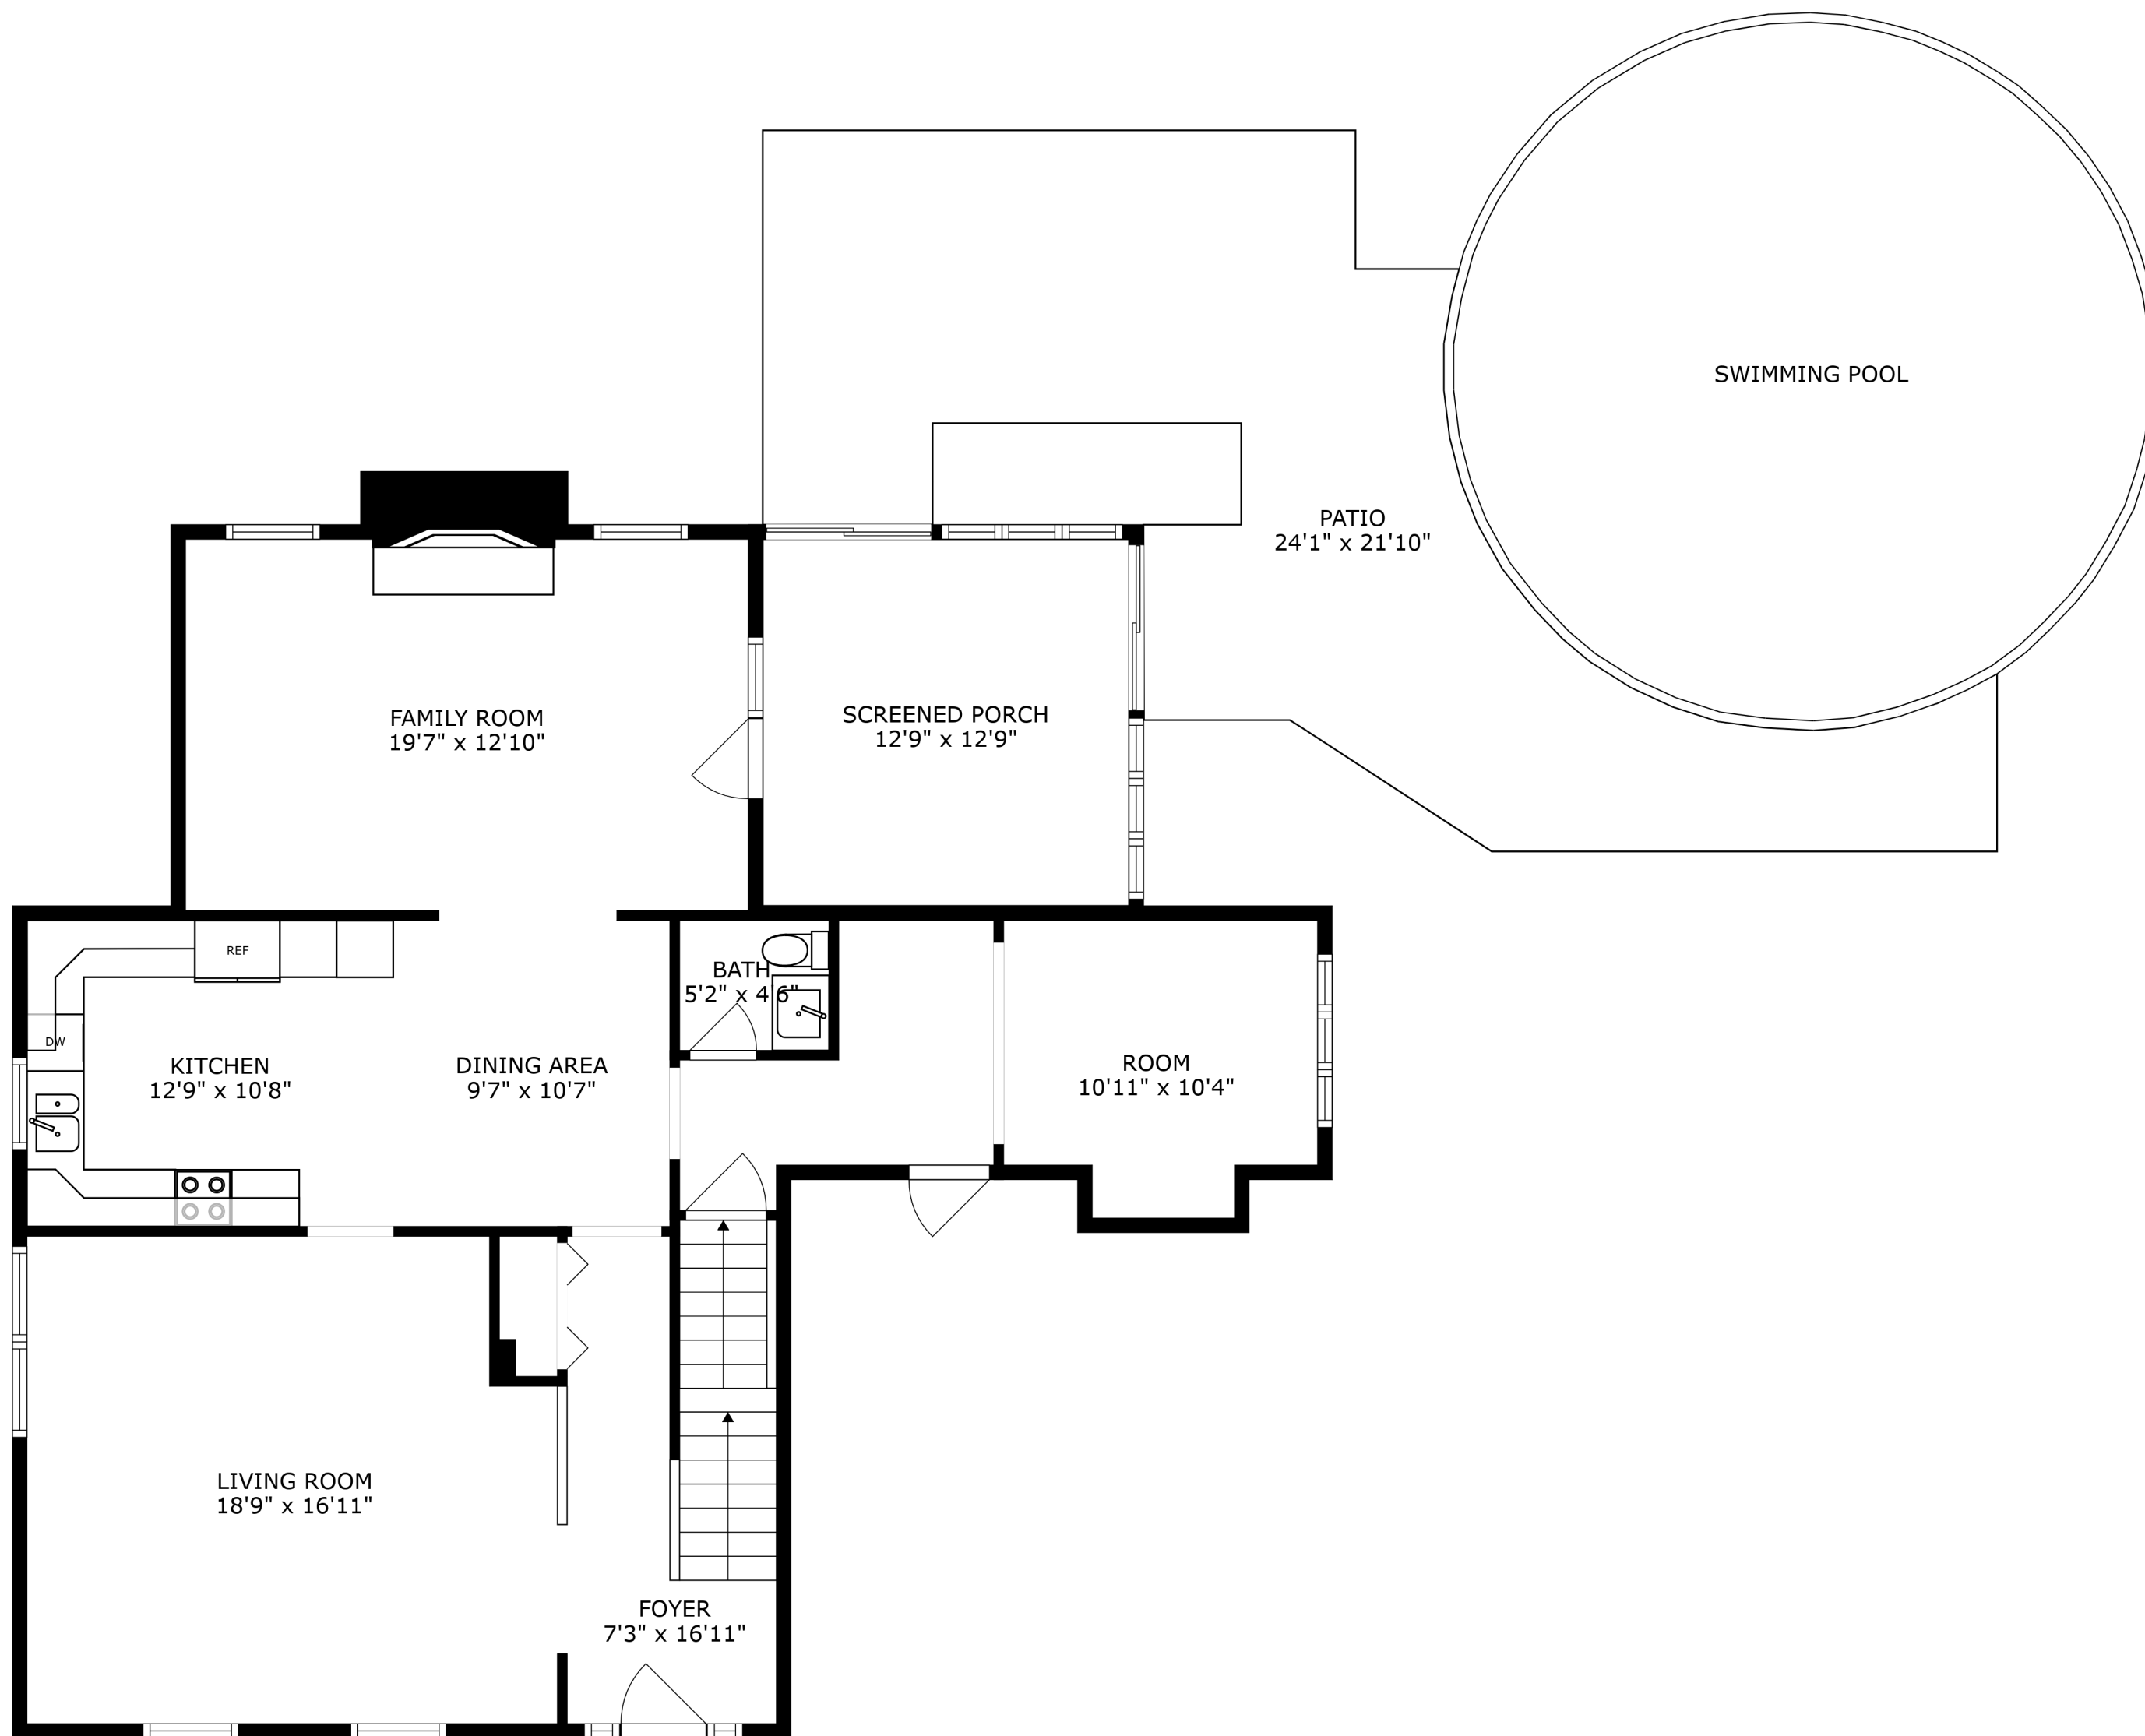 SWIMMING POOL
PATIO
24'1" x 21'10"
FAMILY ROOM
19'7" x 12'10"
SCREENED PORCH
12'9" x 12'9"
REF
BATH
5'2" x 4'6"
DW
KITCHEN
12'9" x 10'8"
DINING AREA
9'7" x 10'7"
ROOM
10'11" x 10'4"
LIVING ROOM
18'9" x 16'11"
FOYER
7'3" x 16'11"